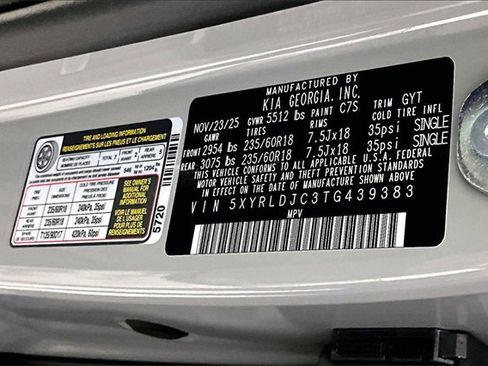 TIRE AND LOADING INFORMATION
RENSEIGNEMENTS SUR LES PNEUS ET LE CHARGEMENT
SEATING CAPACITY
TOTAL
546
1204
235/60R18 240kPa, 35psi
235/60R18 240kPa, 35psi
T135/90D17 420kPa, 60psi
SEE OWNER'S
MANUAL FOR
ADDITIONAL
INFORMATION
Voir le manuel
de l'usager
pour plus de
renseignements
5720
MANUFACTURED BY
KIA GEORGIA, INC.
NOV/23/25 GVWR 5512 lbs PAINT C7S TRIM GYT
GAWR TIRES RIMS COLD TIRE INFL
FRONT 2954 lbs 235/60R18 7.5Jx18 35psi SINGLE
REAR 3075 lbs 235/60R18 7.5Jx18 35psi SINGLE
THIS VEHICLE CONFORMS TO ALL APPLICABLE U.S.A. FEDERAL
MOTOR VEHICLE SAFETY AND THEFT PREVENTION STANDARDS
IN EFFECT ON THE DATE OF MANUFACTURE SHOWN ABOVE.
VIN 5XYRLDJC3TG439383
MPV